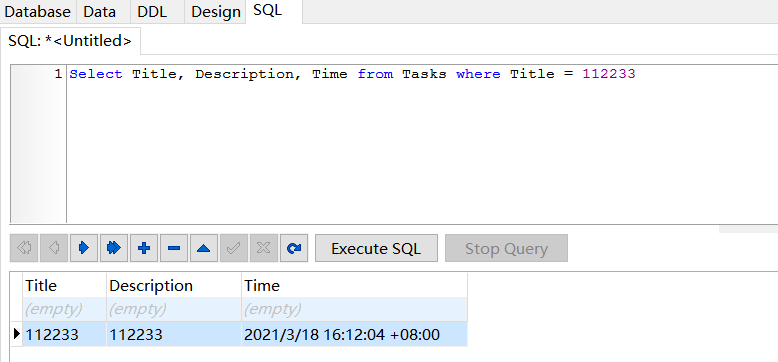 Database Data DDL Design SQL
SQL: *<Untitled>
1 Select Title, Description, Time from Tasks where Title = 112233
Execute SQL Stop Query
Title Description Time
(empty) (empty) (empty)
112233 112233 2021/3/18 16:12:04 +08:00